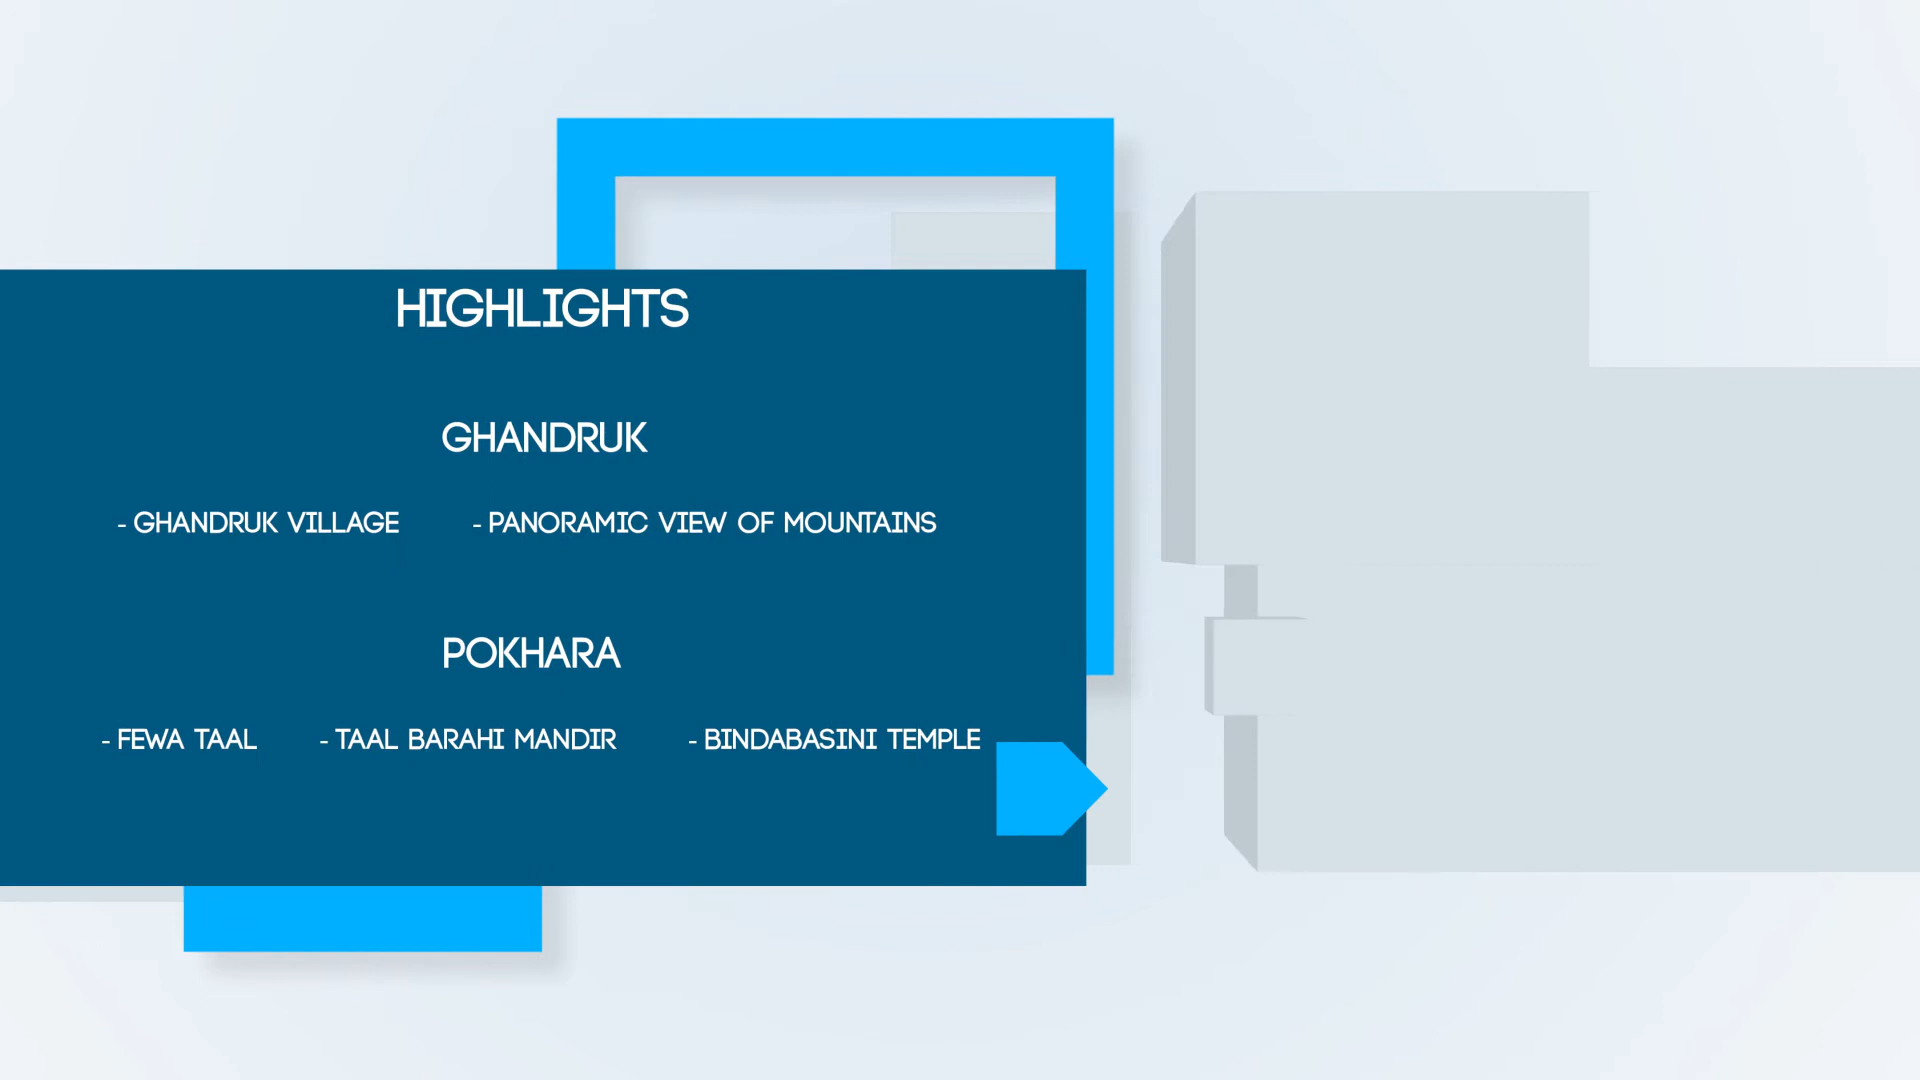 HIGHLIGHTS
GHANDRUK
- GHANDRUK VILLAGE - PANORAMIC VIEW OF MOUNTAINS
POKHARA
- FEWA TAAL - TAAL BARAHI MANDIR - BINDABASINI TEMPLE